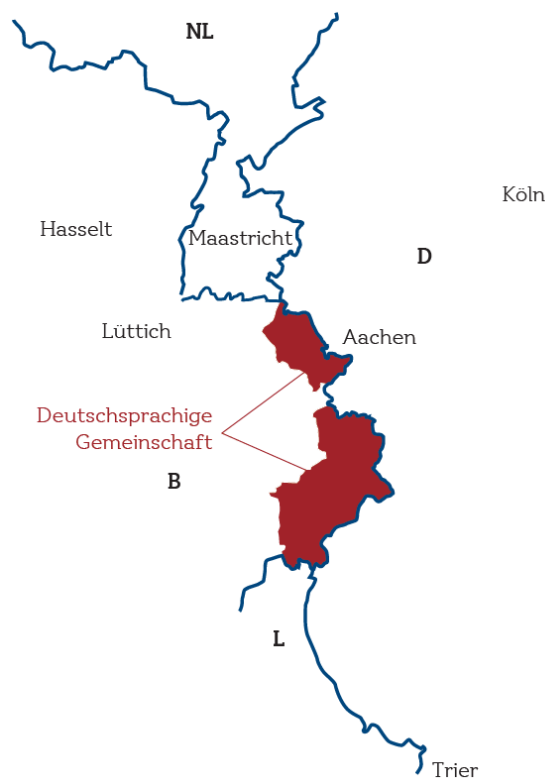 NL
Köln
Hasselt
Maastricht
D
Lüttich
Aachen
Deutschsprachige
Gemeinschaft
B
L
Trier